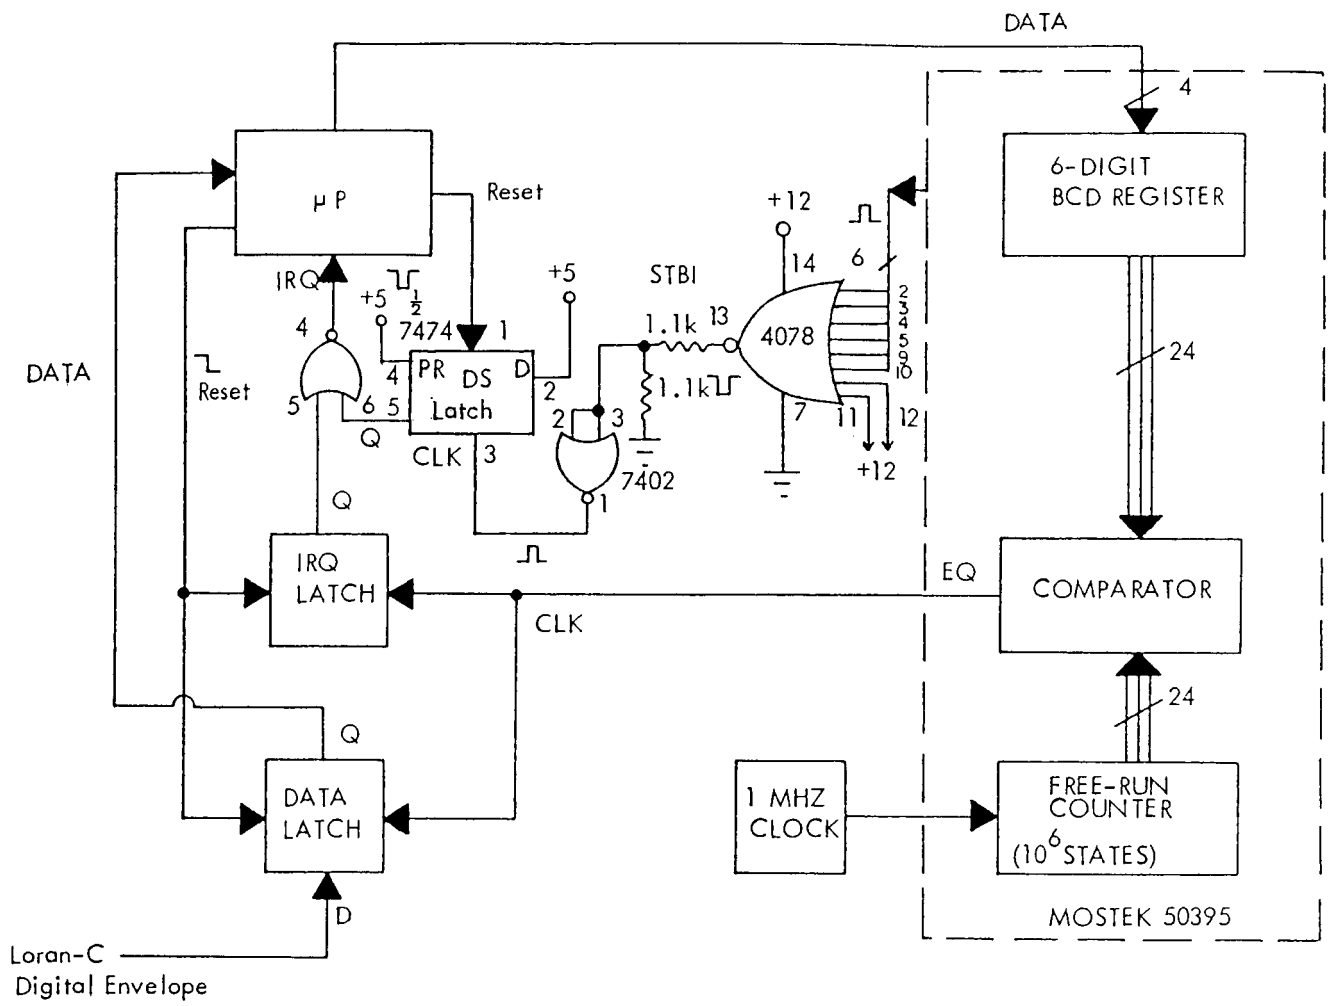 DATA
4
6-DIGIT
BCD REGISTER
µP
Reset
+12
14
6
2
3
4
5
9
10
IRQ
+5
1/2
7474
1
+5
STBI
1.1k
13
4078
4
PR
DS
D
Latch
4
2
1.1k
7
11
12
+12
24
DATA
Reset
5
6
5
Q
CLK
3
2
3
7402
1
Q
IRQ
LATCH
EQ
COMPARATOR
CLK
24
Q
DATA
LATCH
1 MHZ
CLOCK
FREE-RUN
COUNTER
(10⁶ STATES)
D
MOSTEK 50395
Loran-C
Digital Envelope